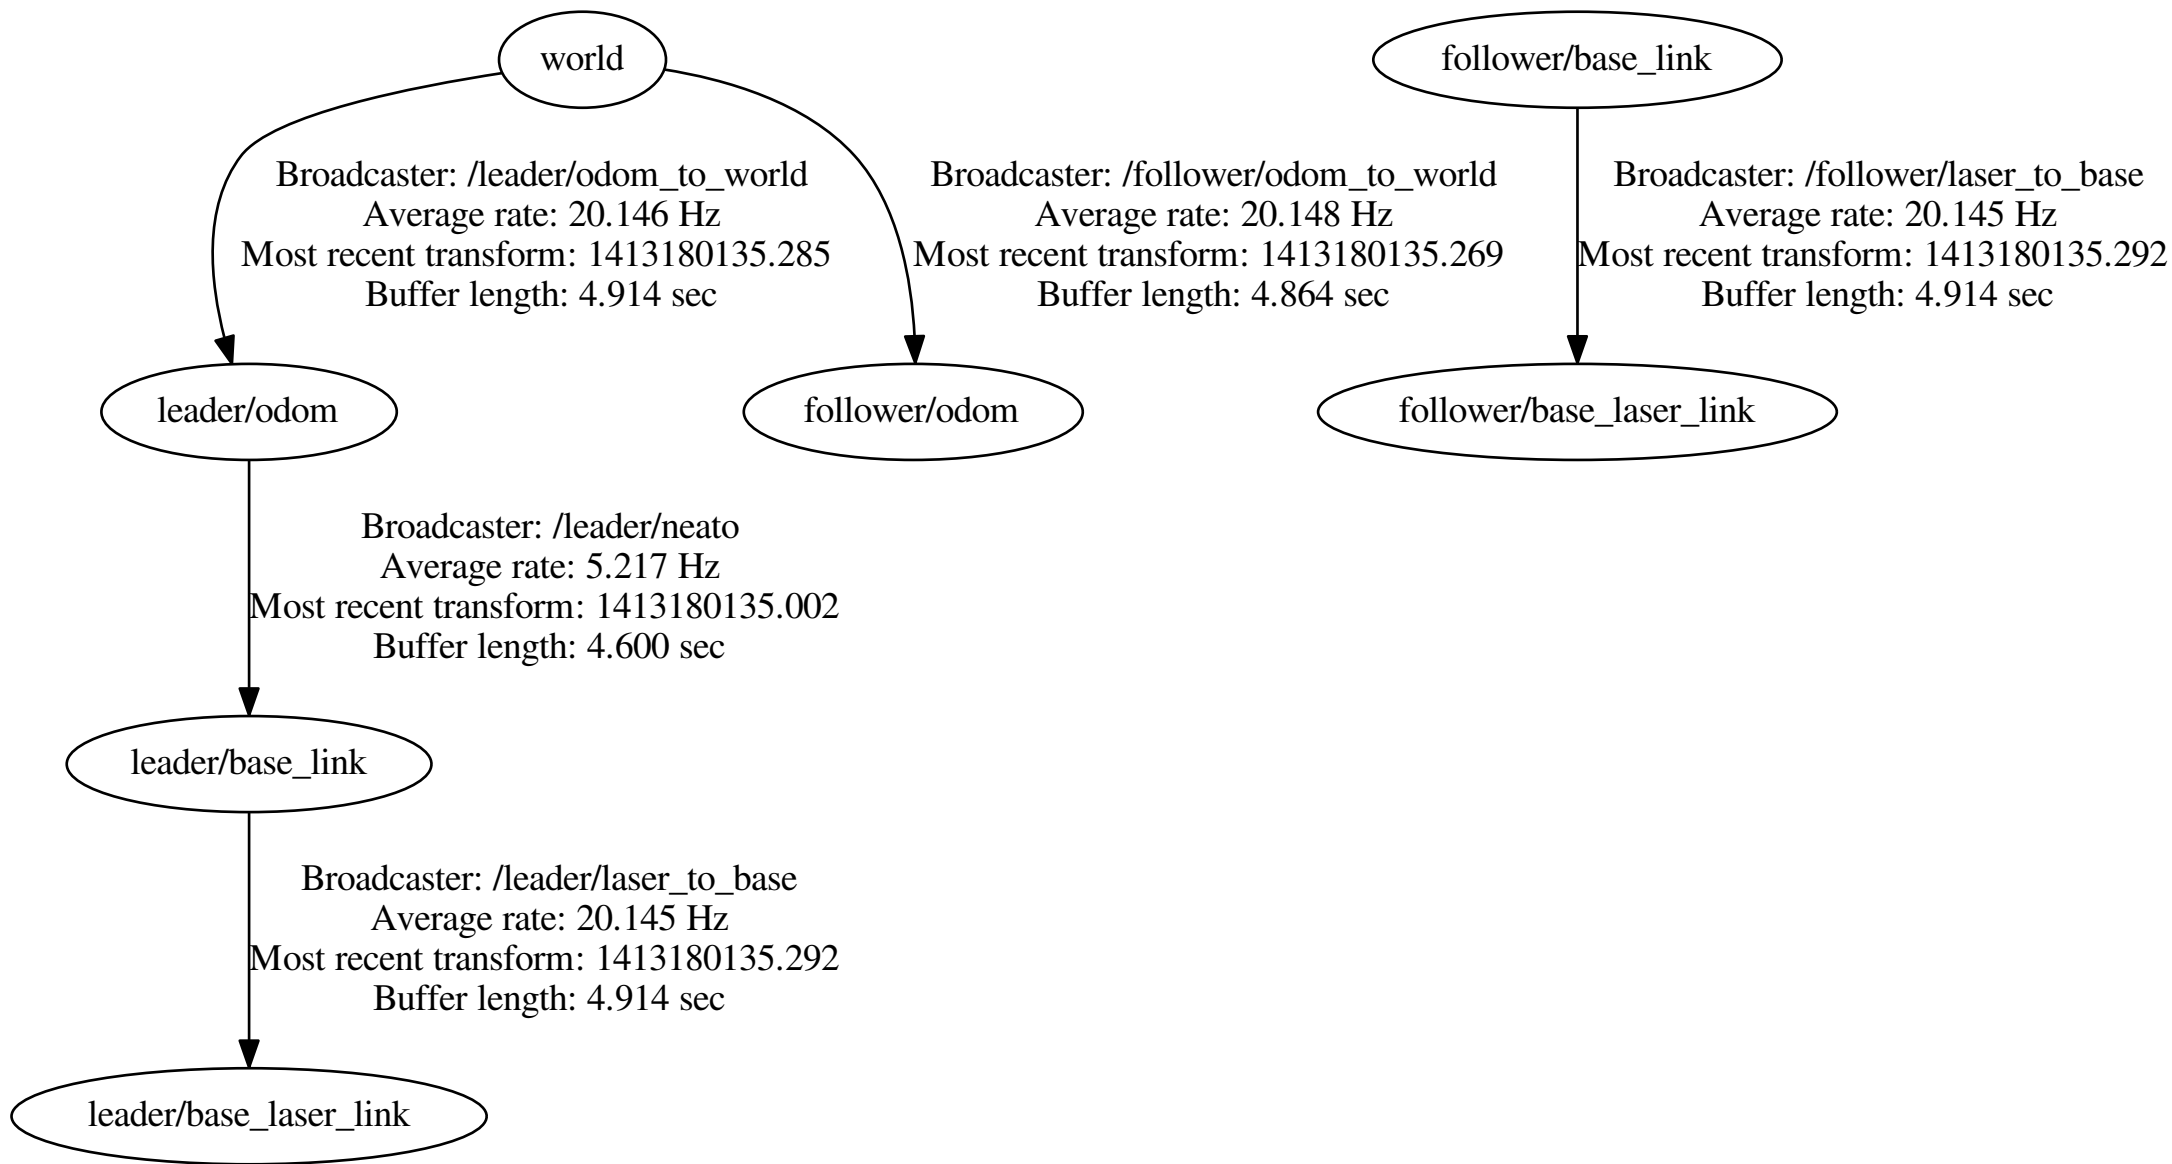 world
follower/base_link
Broadcaster: /leader/odom_to_world
Average rate: 20.146 Hz
Most recent transform: 1413180135.285
Buffer length: 4.914 sec
Broadcaster: /follower/odom_to_world
Average rate: 20.148 Hz
Most recent transform: 1413180135.269
Buffer length: 4.864 sec
Broadcaster: /follower/laser_to_base
Average rate: 20.145 Hz
Most recent transform: 1413180135.292
Buffer length: 4.914 sec
leader/odom
follower/odom
follower/base_laser_link
Broadcaster: /leader/neato
Average rate: 5.217 Hz
Most recent transform: 1413180135.002
Buffer length: 4.600 sec
leader/base_link
Broadcaster: /leader/laser_to_base
Average rate: 20.145 Hz
Most recent transform: 1413180135.292
Buffer length: 4.914 sec
leader/base_laser_link